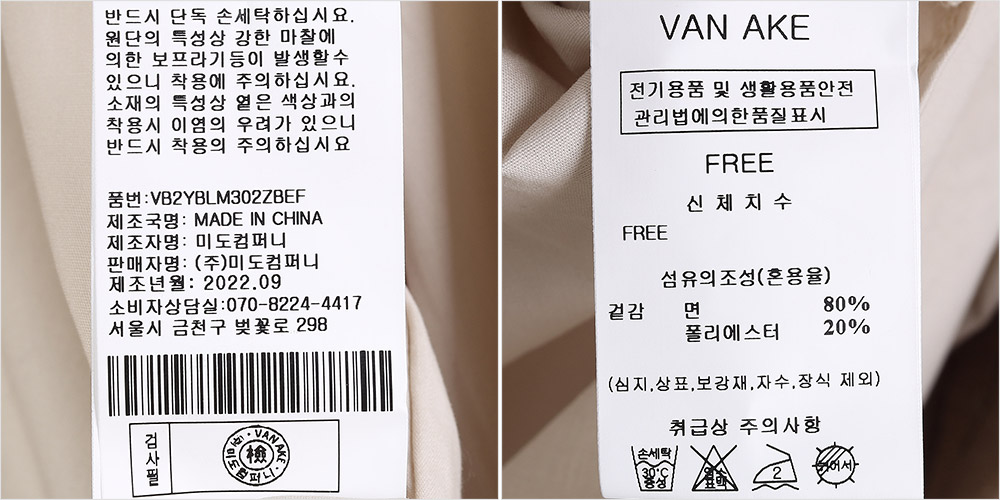 반드시 단독 손세탁하십시요.
원단의 특성상 강한 마찰에
의한 보프라기등이 발생할수
있으니 착용에 주의하십시요.
소재의 특성상 옅은 색상과의
착용시 이염의 우려가 있으니
반드시 착용의 주의하십시요
품번:VB2YBLM302ZBEF
제조국명: MADE IN CHINA
제조자명: 미도컴퍼니
판매자명: (주)미도컴퍼니
제조년월: 2022.09
소비자상담실:070-8224-4417
서울시 금천구 벚꽃로 298
검사필
VAN AKE
檢
(주)미도컴퍼니
VAN AKE
전기용품 및 생활용품안전
관리법에의한품질표시
FREE
신 체 치 수
FREE
섬유의조성(혼용율)
겉감 면 80%
폴리에스터 20%
(심지,상표,보강재,자수,장식 제외)
취급상 주의사항
손세탁
30°C
중성
염소
표백
2
뉘어서